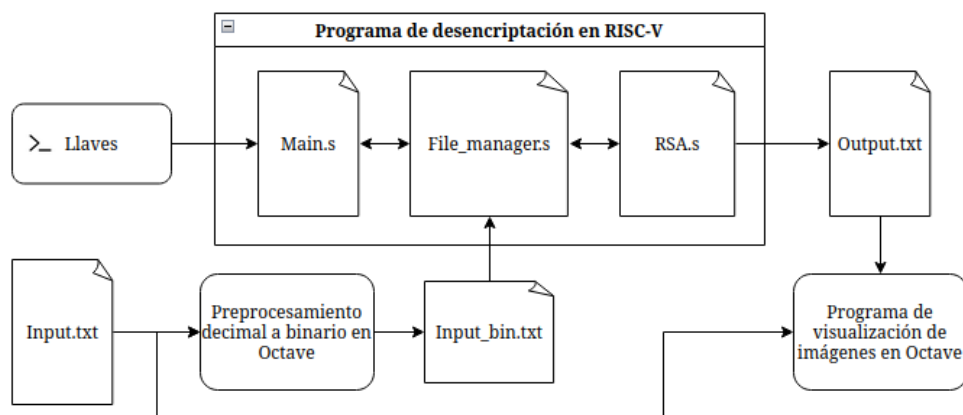 Programa de desencriptación en RISC-V
Llaves
Main.s
File_manager.s
RSA.s
Output.txt
Input.txt
Preprocesamiento
decimal a binario en
Octave
Input_bin.txt
Programa de
visualización de
imágenes en Octave